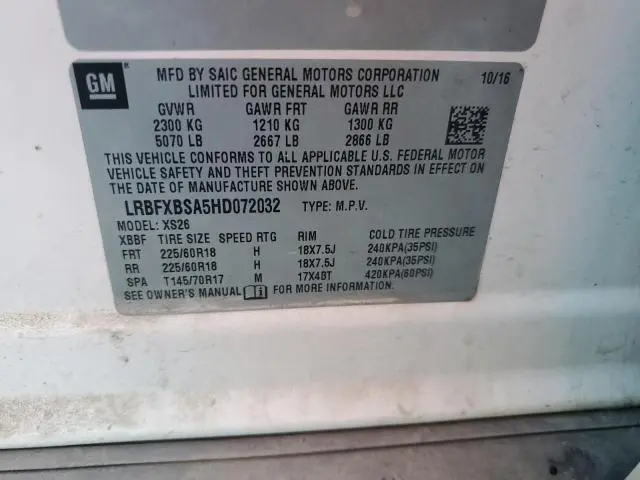 GM ® MFD BY SAIC GENERAL MOTORS CORPORATION 10/16
LIMITED FOR GENERAL MOTORS LLC
GVWR GAWR FRT GAWR RR
2300 KG 1210 KG 1300 KG
5070 LB 2667 LB 2866 LB
THIS VEHICLE CONFORMS TO ALL APPLICABLE U.S. FEDERAL MOTOR
VEHICLE SAFETY AND THEFT PREVENTION STANDARDS IN EFFECT ON
THE DATE OF MANUFACTURE SHOWN ABOVE.
LRBFXBSA5HD072032 TYPE: M.P.V.
MODEL: XS26
XBBF TIRE SIZE SPEED RTG RIM COLD TIRE PRESSURE
FRT 225/60R18 H 18X7.5J 240KPA(35PSI)
RR 225/60R18 H 18X7.5J 240KPA(35PSI)
SPA T145/70R17 M 17X4BT 420KPA(60PSI)
SEE OWNER'S MANUAL FOR MORE INFORMATION.